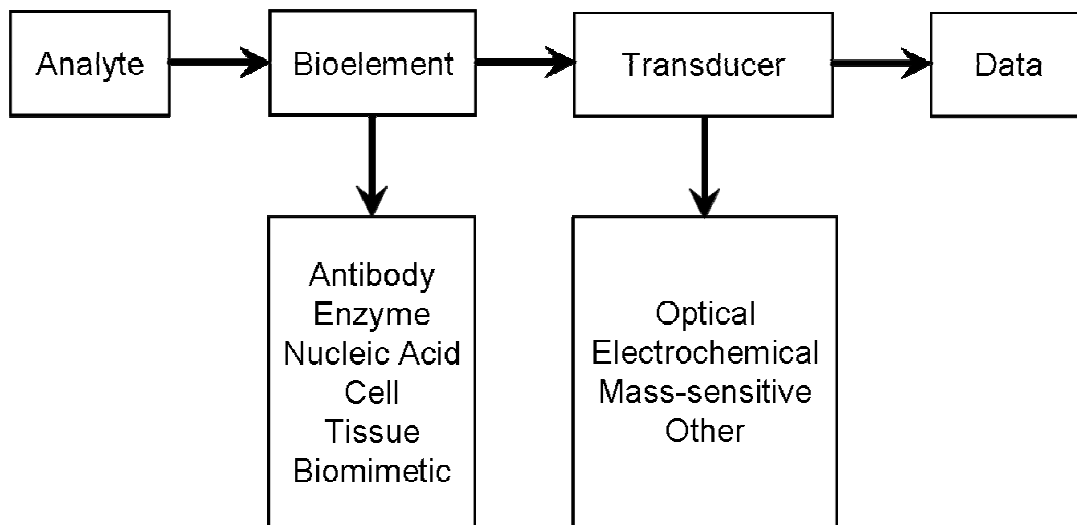 Analyte
Bioelement
Transducer
Data
Antibody
Enzyme
Nucleic Acid
Cell
Tissue
Biomimetic
Optical
Electrochemical
Mass-sensitive
Other